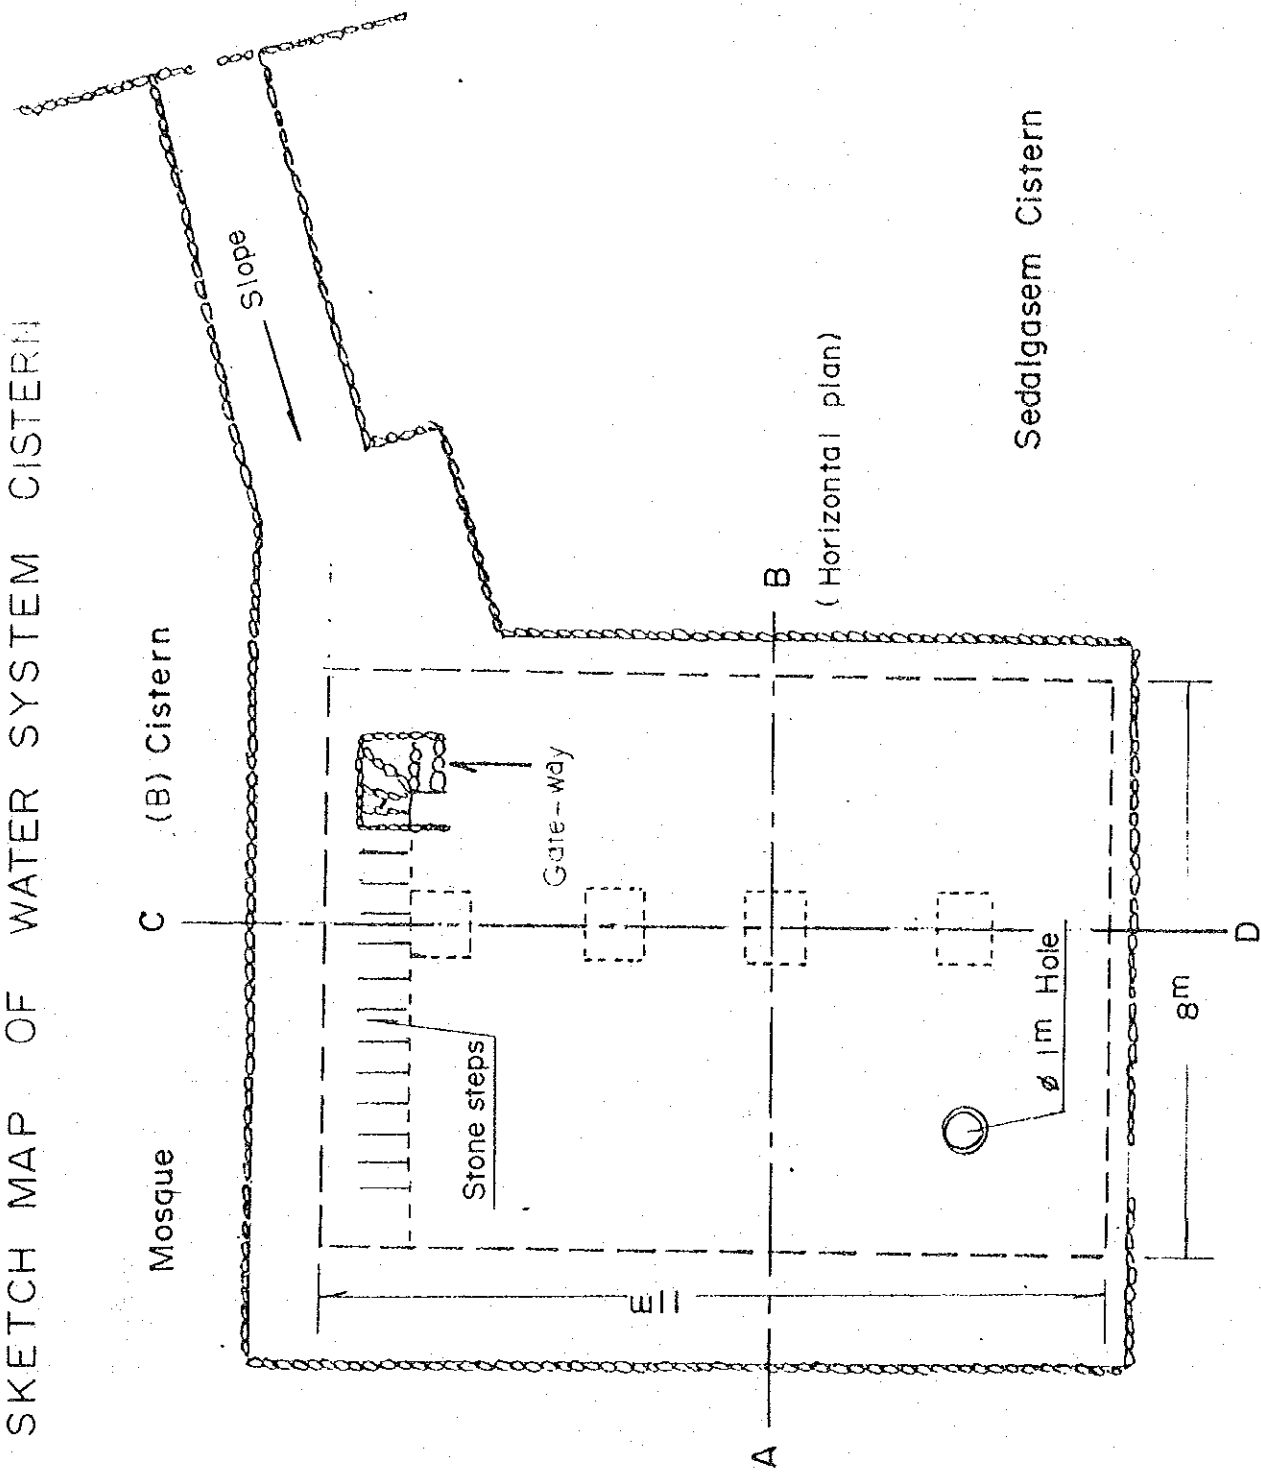 SKETCH MAP OF WATER SYSTEM CISTERN
Mosque
(B) Cistern
C
Slope
Stone steps
Gate-way
11m
A
B
(Horizontal plan)
ø 1m Hole
8m
D
Sedalgasem Cistern